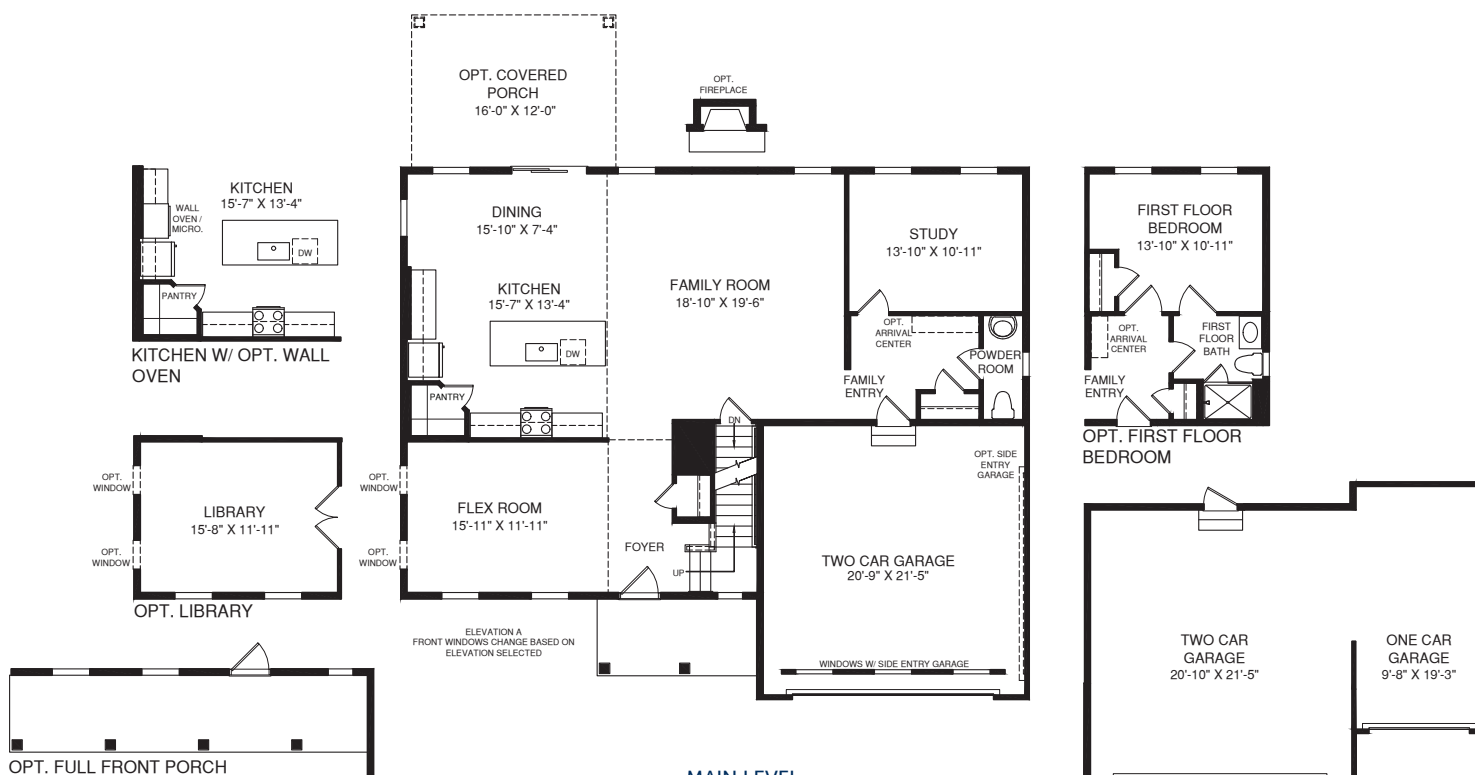 OPT. COVERED
PORCH
16'-0" X 12'-0"
OPT.
FIREPLACE
KITCHEN
15'-7" X 13'-4"
WALL
OVEN /
MICRO.
DW
PANTRY
KITCHEN W/ OPT. WALL
OVEN
DINING
15'-10" X 7'-4"
KITCHEN
15'-7" X 13'-4"
DW
PANTRY
FAMILY ROOM
18'-10" X 19'-6"
STUDY
13'-10" X 10'-11"
OPT.
ARRIVAL
CENTER
POWDER
ROOM
FAMILY
ENTRY
FIRST FLOOR
BEDROOM
13'-10" X 10'-11"
OPT.
ARRIVAL
CENTER
FIRST
FLOOR
BATH
FAMILY
ENTRY
OPT. FIRST FLOOR
BEDROOM
OPT.
WINDOW
LIBRARY
15'-8" X 11'-11"
OPT.
WINDOW
OPT. LIBRARY
OPT.
WINDOW
FLEX ROOM
15'-11" X 11'-11"
OPT.
WINDOW
DN
FOYER
UP
OPT. SIDE
ENTRY
GARAGE
TWO CAR GARAGE
20'-9" X 21'-5"
WINDOWS W/ SIDE ENTRY GARAGE
ELEVATION A
FRONT WINDOWS CHANGE BASED ON
ELEVATION SELECTED
TWO CAR
GARAGE
20'-10" X 21'-5"
ONE CAR
GARAGE
9'-8" X 19'-3"
OPT. FULL FRONT PORCH
MAIN LEVEL